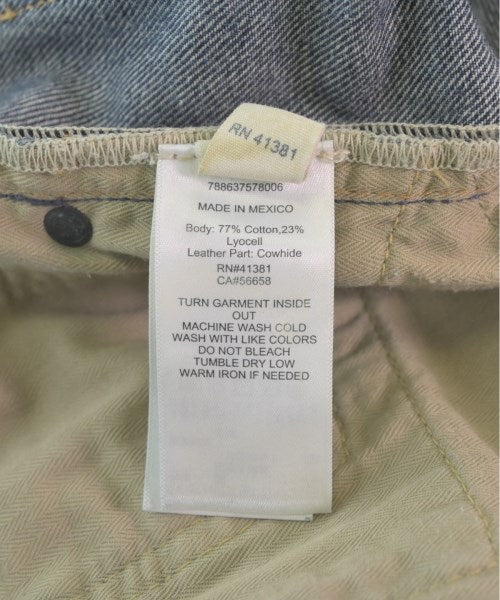 RN 41381
788637578006
MADE IN MEXICO
Body: 77% Cotton,23%
Lyocell
Leather Part: Cowhide
RN#41381
CA#56658
TURN GARMENT INSIDE
OUT
MACHINE WASH COLD
WASH WITH LIKE COLORS
DO NOT BLEACH
TUMBLE DRY LOW
WARM IRON IF NEEDED